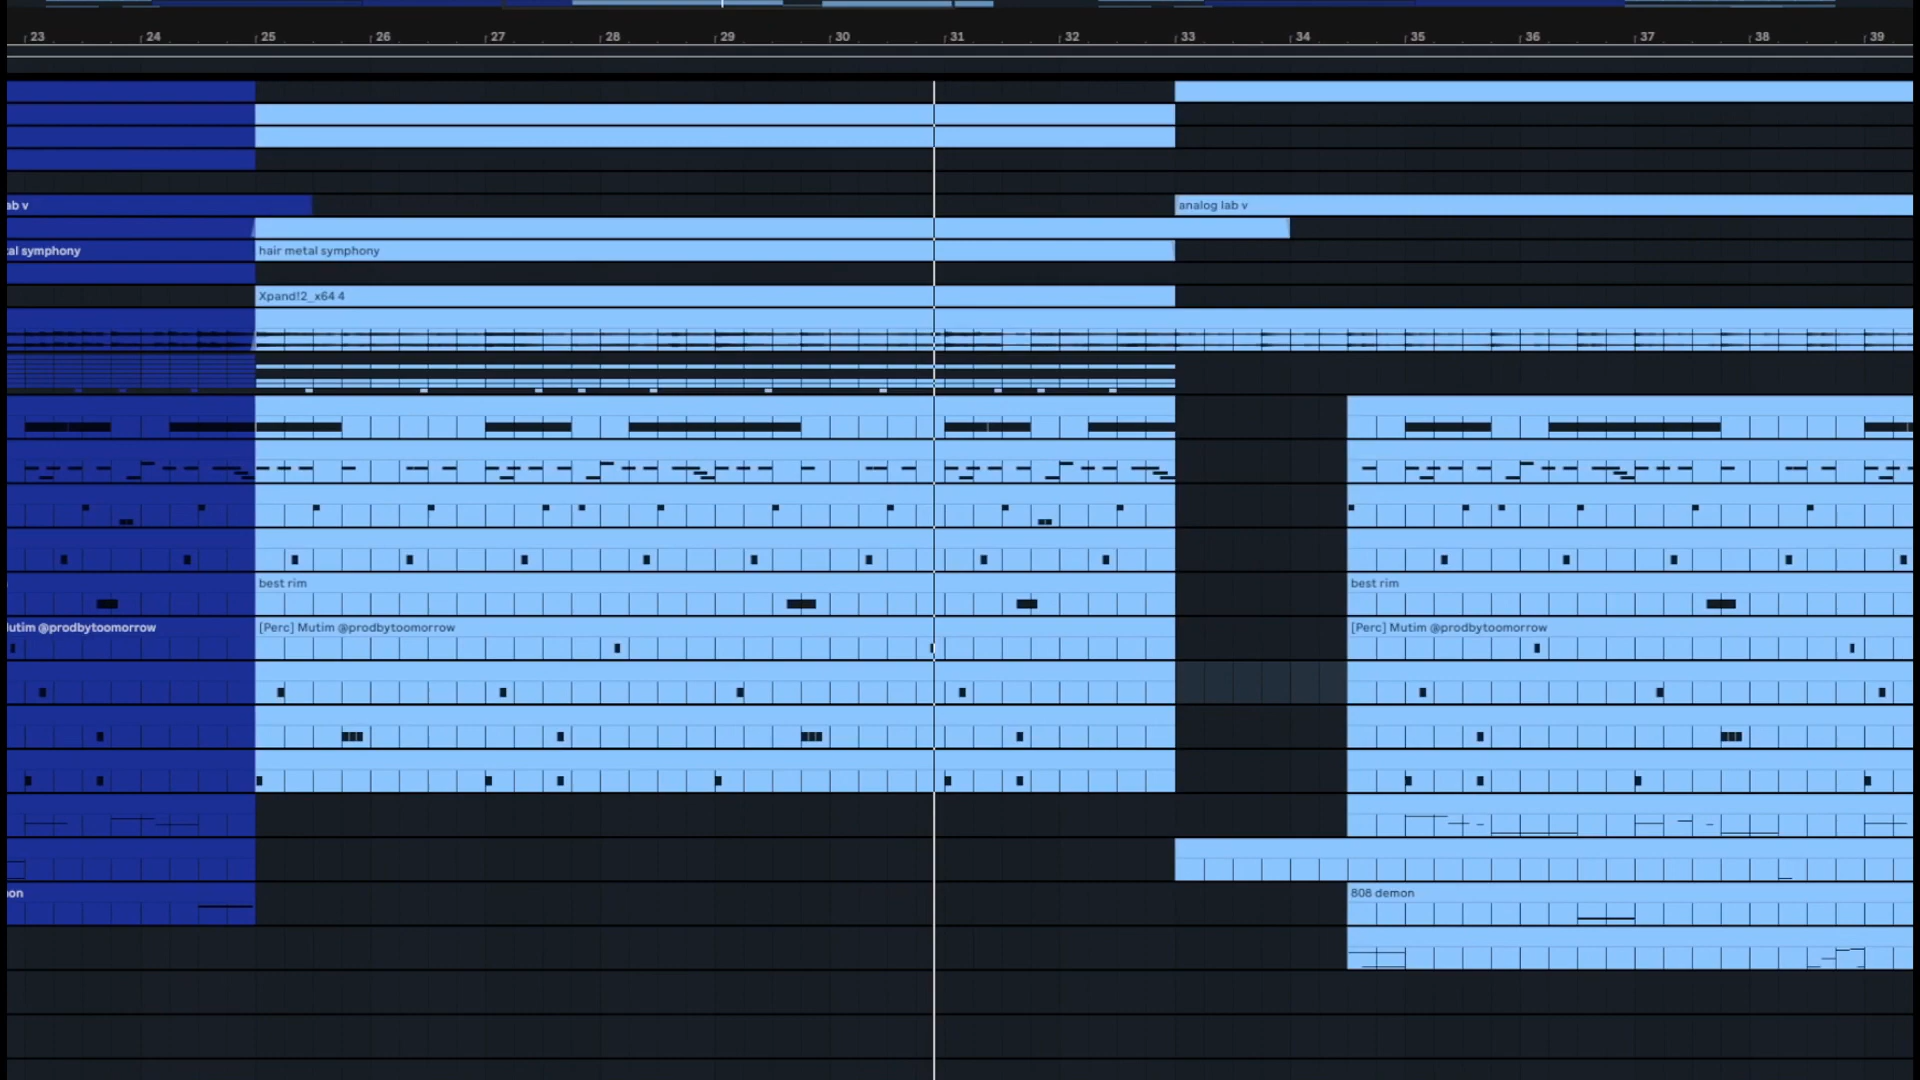 23 24 25 26 27 28 29 30 31 32 33 34 35 36 37 38 39
ab v
analog lab v
al symphony
hair metal symphony
Xpand!2_x64 4
best rim
best rim
utim @prodbytoomorrow
[Perc] Mutim @prodbytoomorrow
[Perc] Mutim @prodbytoomorrow
on
808 demon